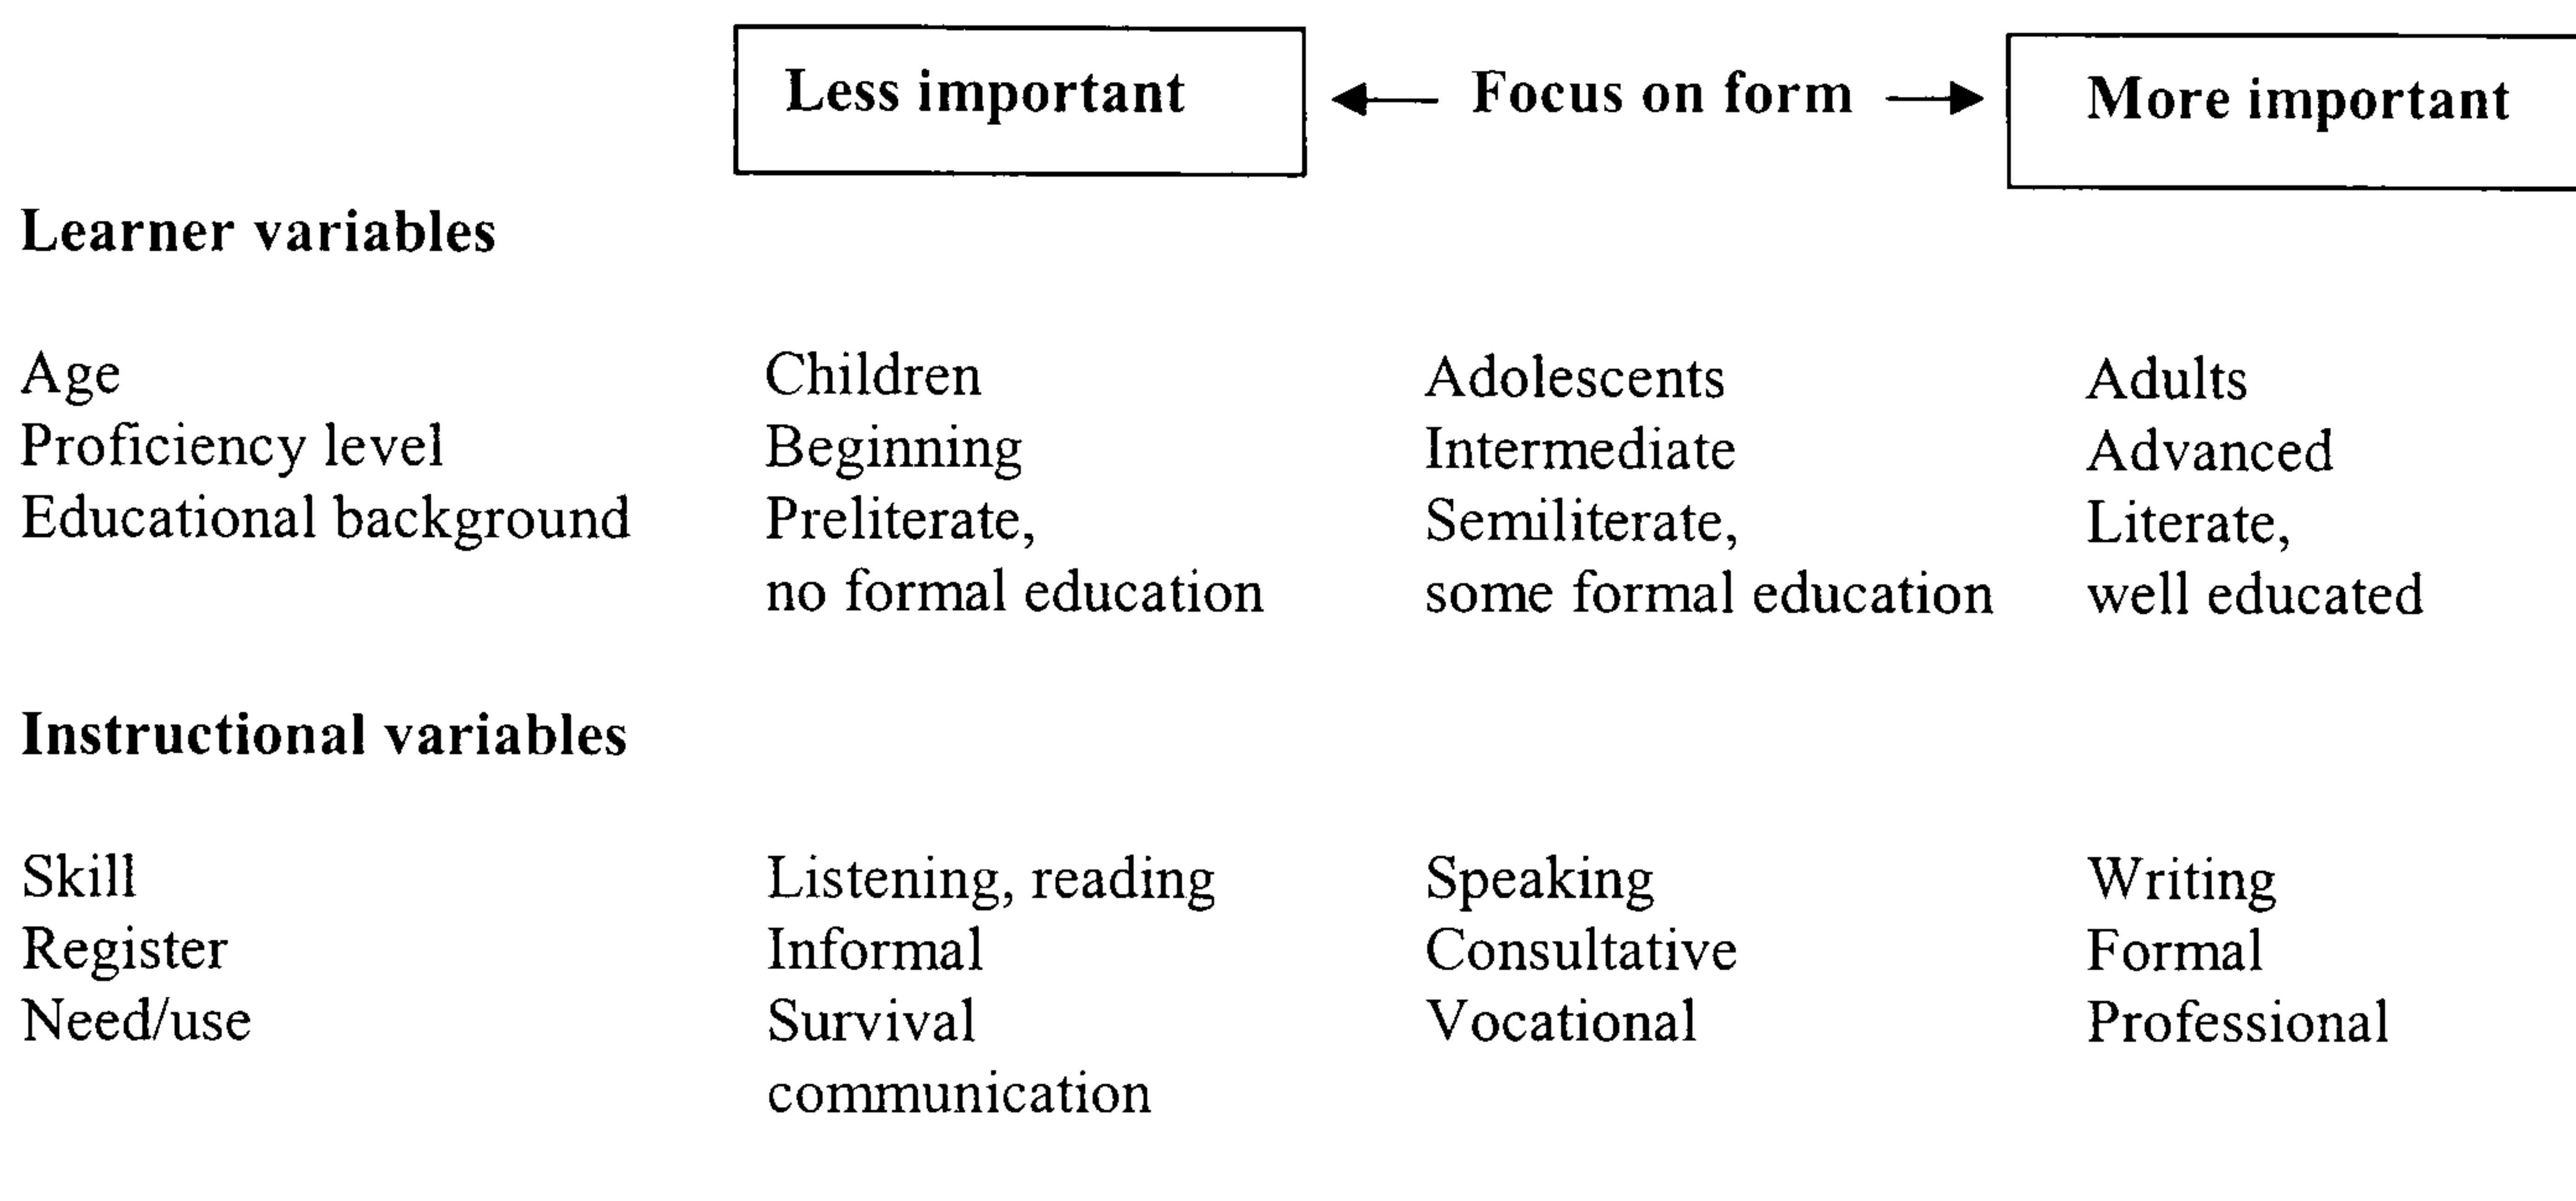 Less important Focus on form More important
Learner variables
Age Children Adolescents Adults
Proficiency level Beginning Intermediate Advanced
Educational background Preliterate, Semiliterate, Literate,
no formal education some formal education well educated
Instructional variables
Skill Listening, reading Speaking Writing
Register Informal Consultative Formal
Need/use Survival Vocational Professional
communication